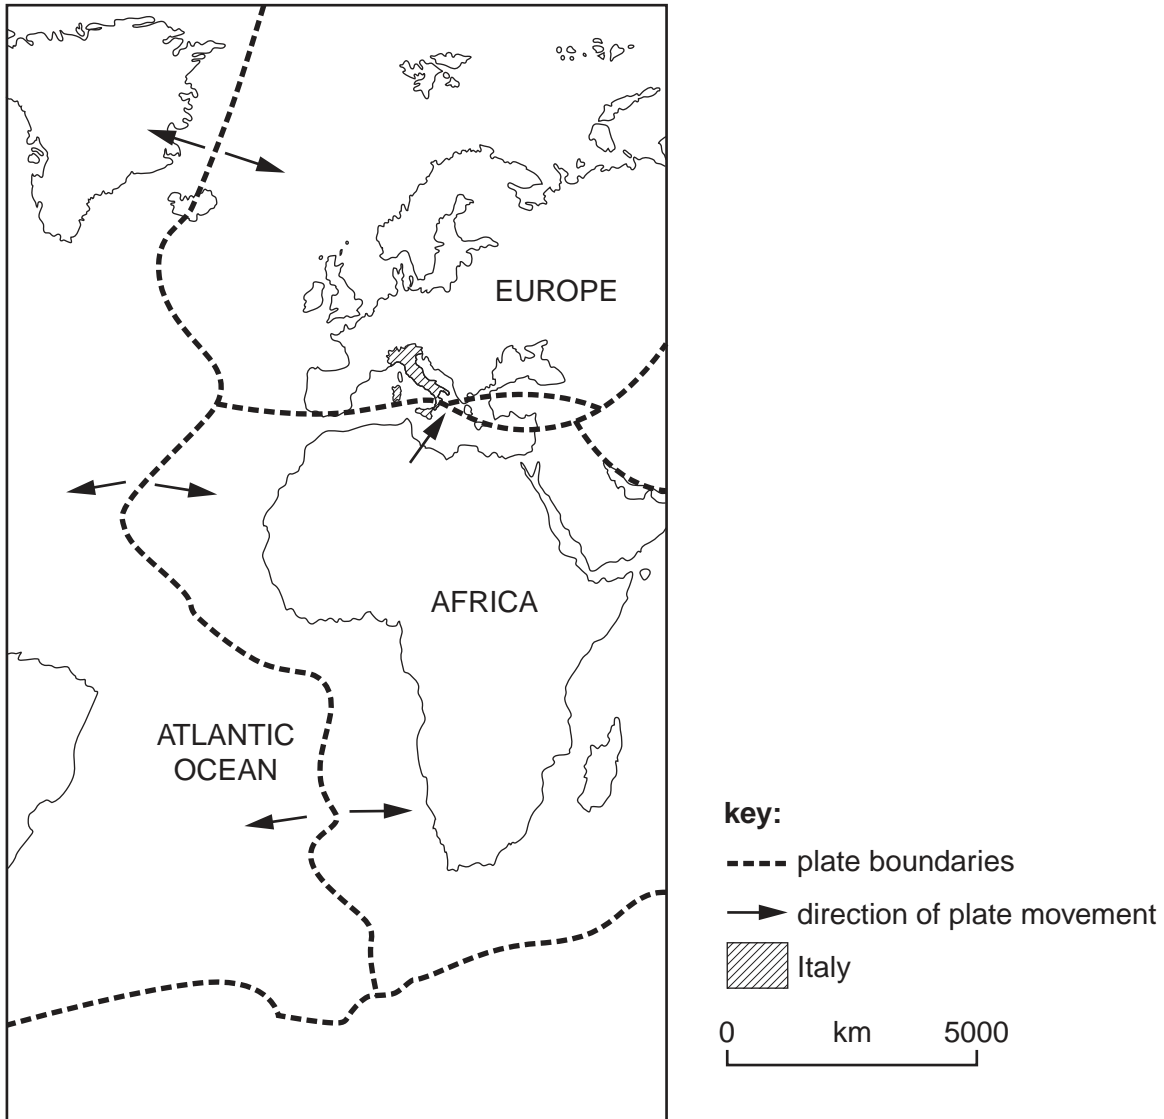 EUROPE
AFRICA
ATLANTIC
OCEAN
key:
plate boundaries
direction of plate movement
Italy
0 km 5000